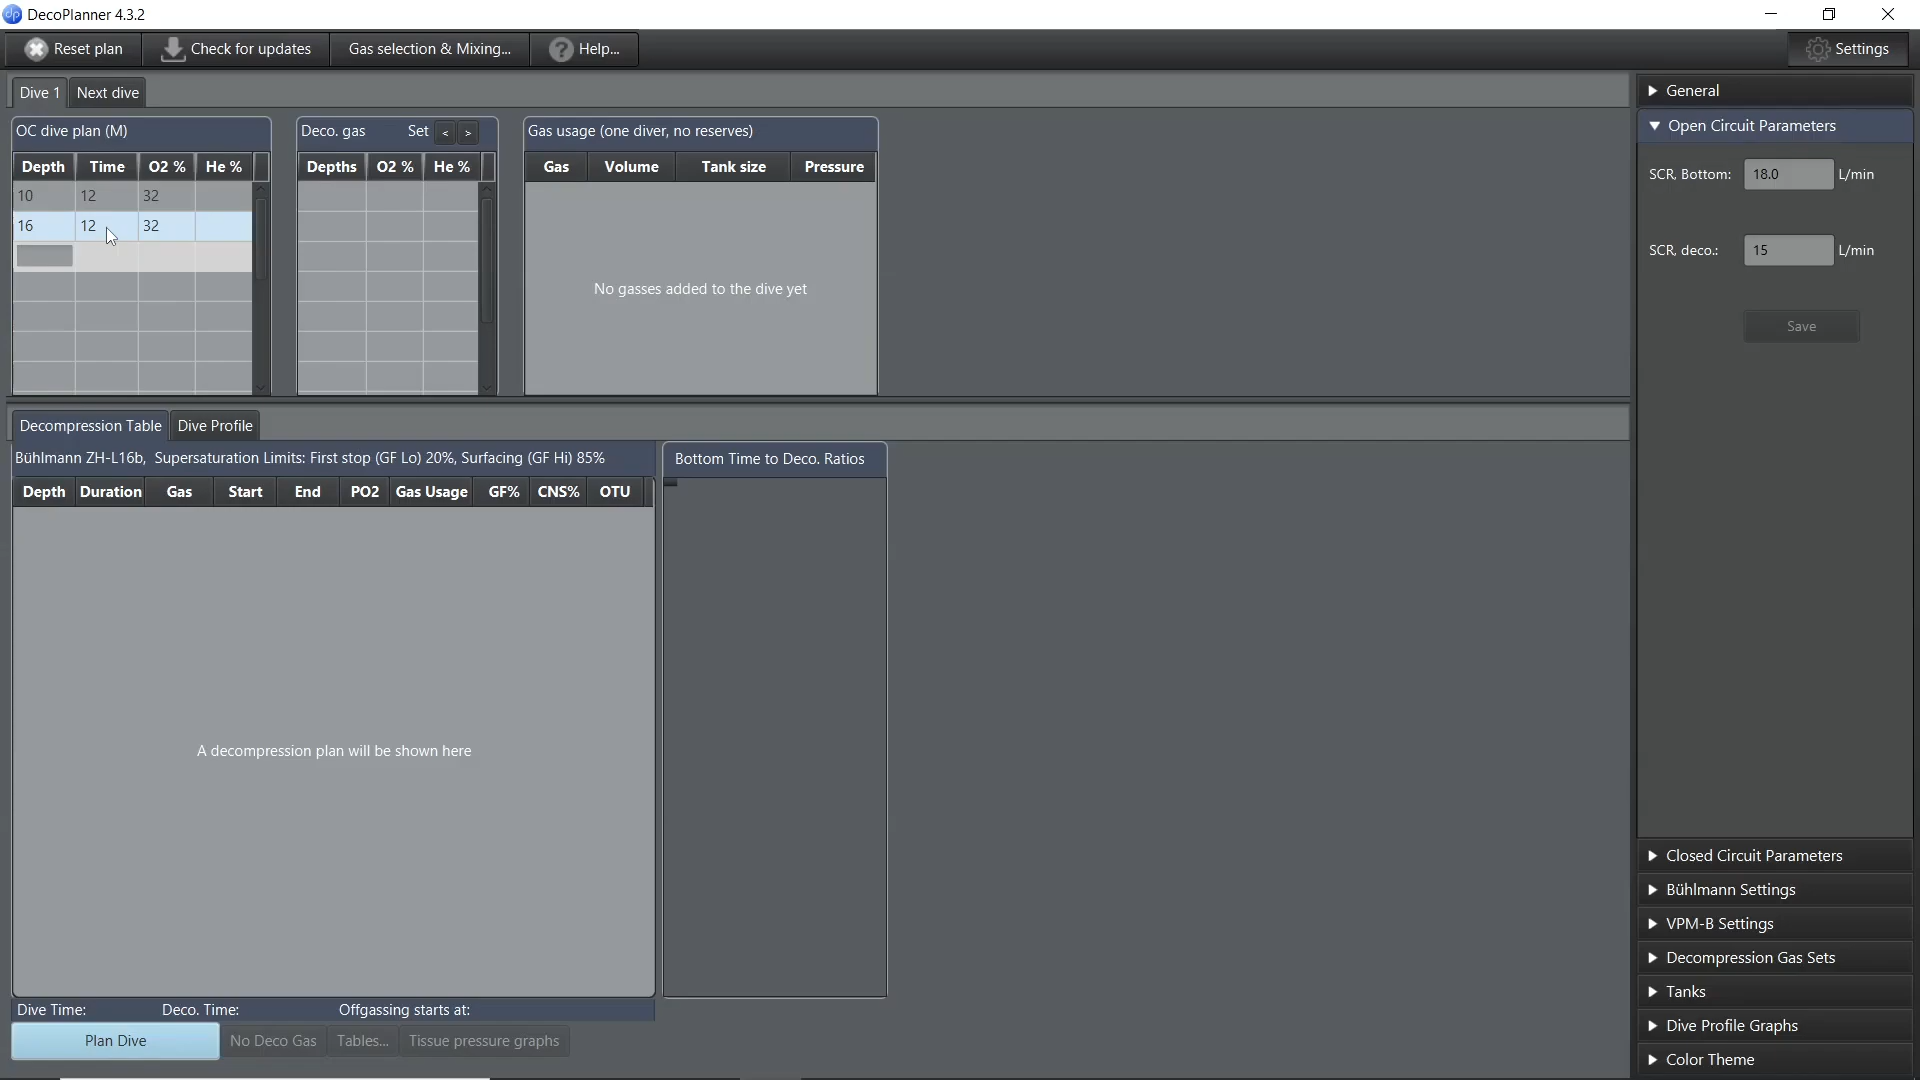 DecoPlanner 4.3.2
Reset plan Check for updates Gas selection & Mixing... Help... Settings
Dive 1 Next dive
OC dive plan (M)
Depth Time O2 % He %
10 12 32
16 12 32
Deco. gas Set < >
Depths O2 % He %
Gas usage (one diver, no reserves)
Gas Volume Tank size Pressure
No gasses added to the dive yet
General
Open Circuit Parameters
SCR, Bottom: 18.0 L/min
SCR, deco.: 15 L/min
Save
Decompression Table Dive Profile
Bühlmann ZH-L16b, Supersaturation Limits: First stop (GF Lo) 20%, Surfacing (GF Hi) 85%
Depth Duration Gas Start End PO2 Gas Usage GF% CNS% OTU
A decompression plan will be shown here
Bottom Time to Deco. Ratios
Dive Time: Deco. Time: Offgassing starts at:
Plan Dive No Deco Gas Tables... Tissue pressure graphs
Closed Circuit Parameters
Bühlmann Settings
VPM-B Settings
Decompression Gas Sets
Tanks
Dive Profile Graphs
Color Theme